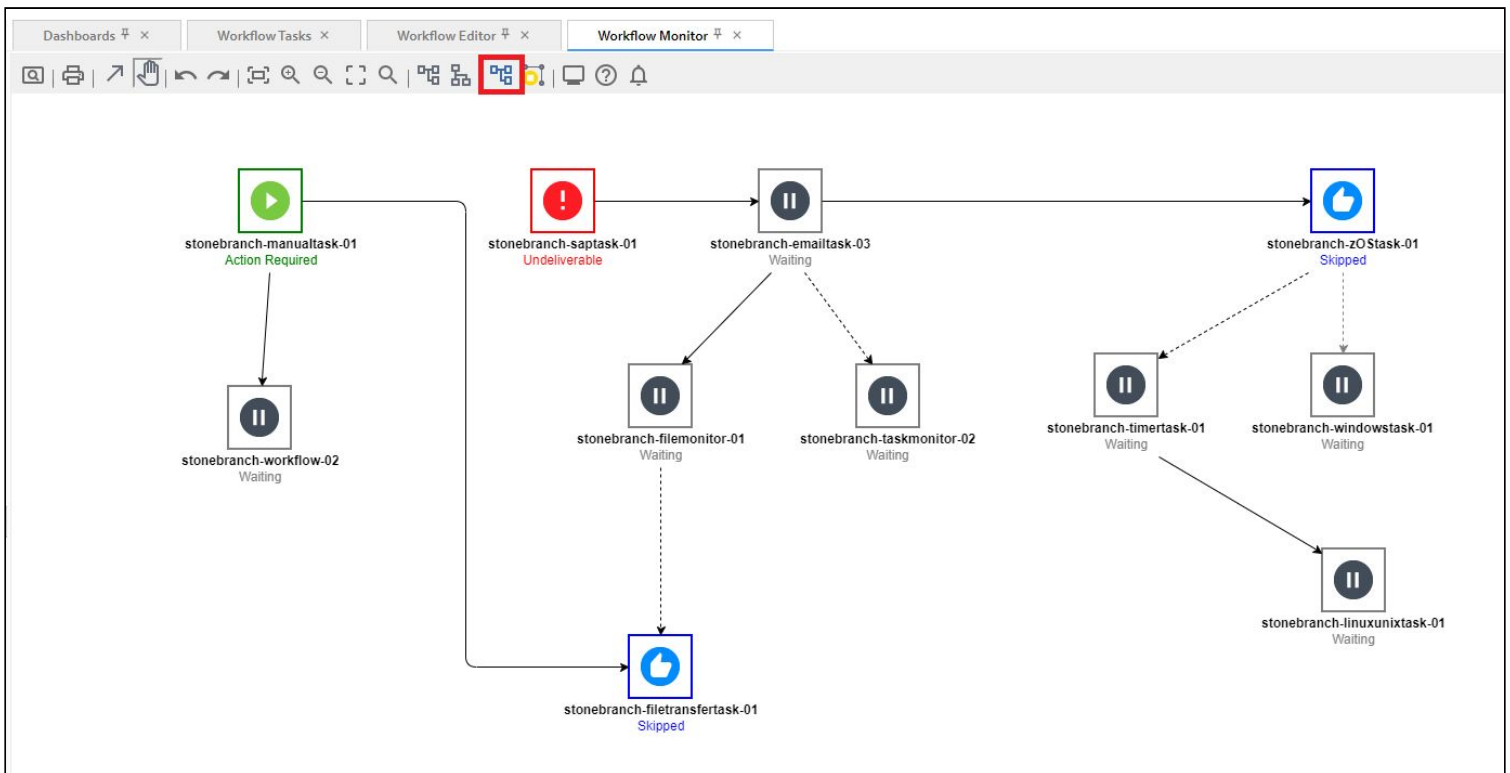 Dashboards
Workflow Tasks
Workflow Editor
Workflow Monitor
stonebranch-manualtask-01
Action Required
stonebranch-saptask-01
Undeliverable
stonebranch-emailtask-03
Waiting
stonebranch-zOStask-01
Skipped
stonebranch-workflow-02
Waiting
stonebranch-filemonitor-01
Waiting
stonebranch-taskmonitor-02
Waiting
stonebranch-timertask-01
Waiting
stonebranch-windowstask-01
Waiting
stonebranch-linuxunixtask-01
Waiting
stonebranch-filetransfertask-01
Skipped